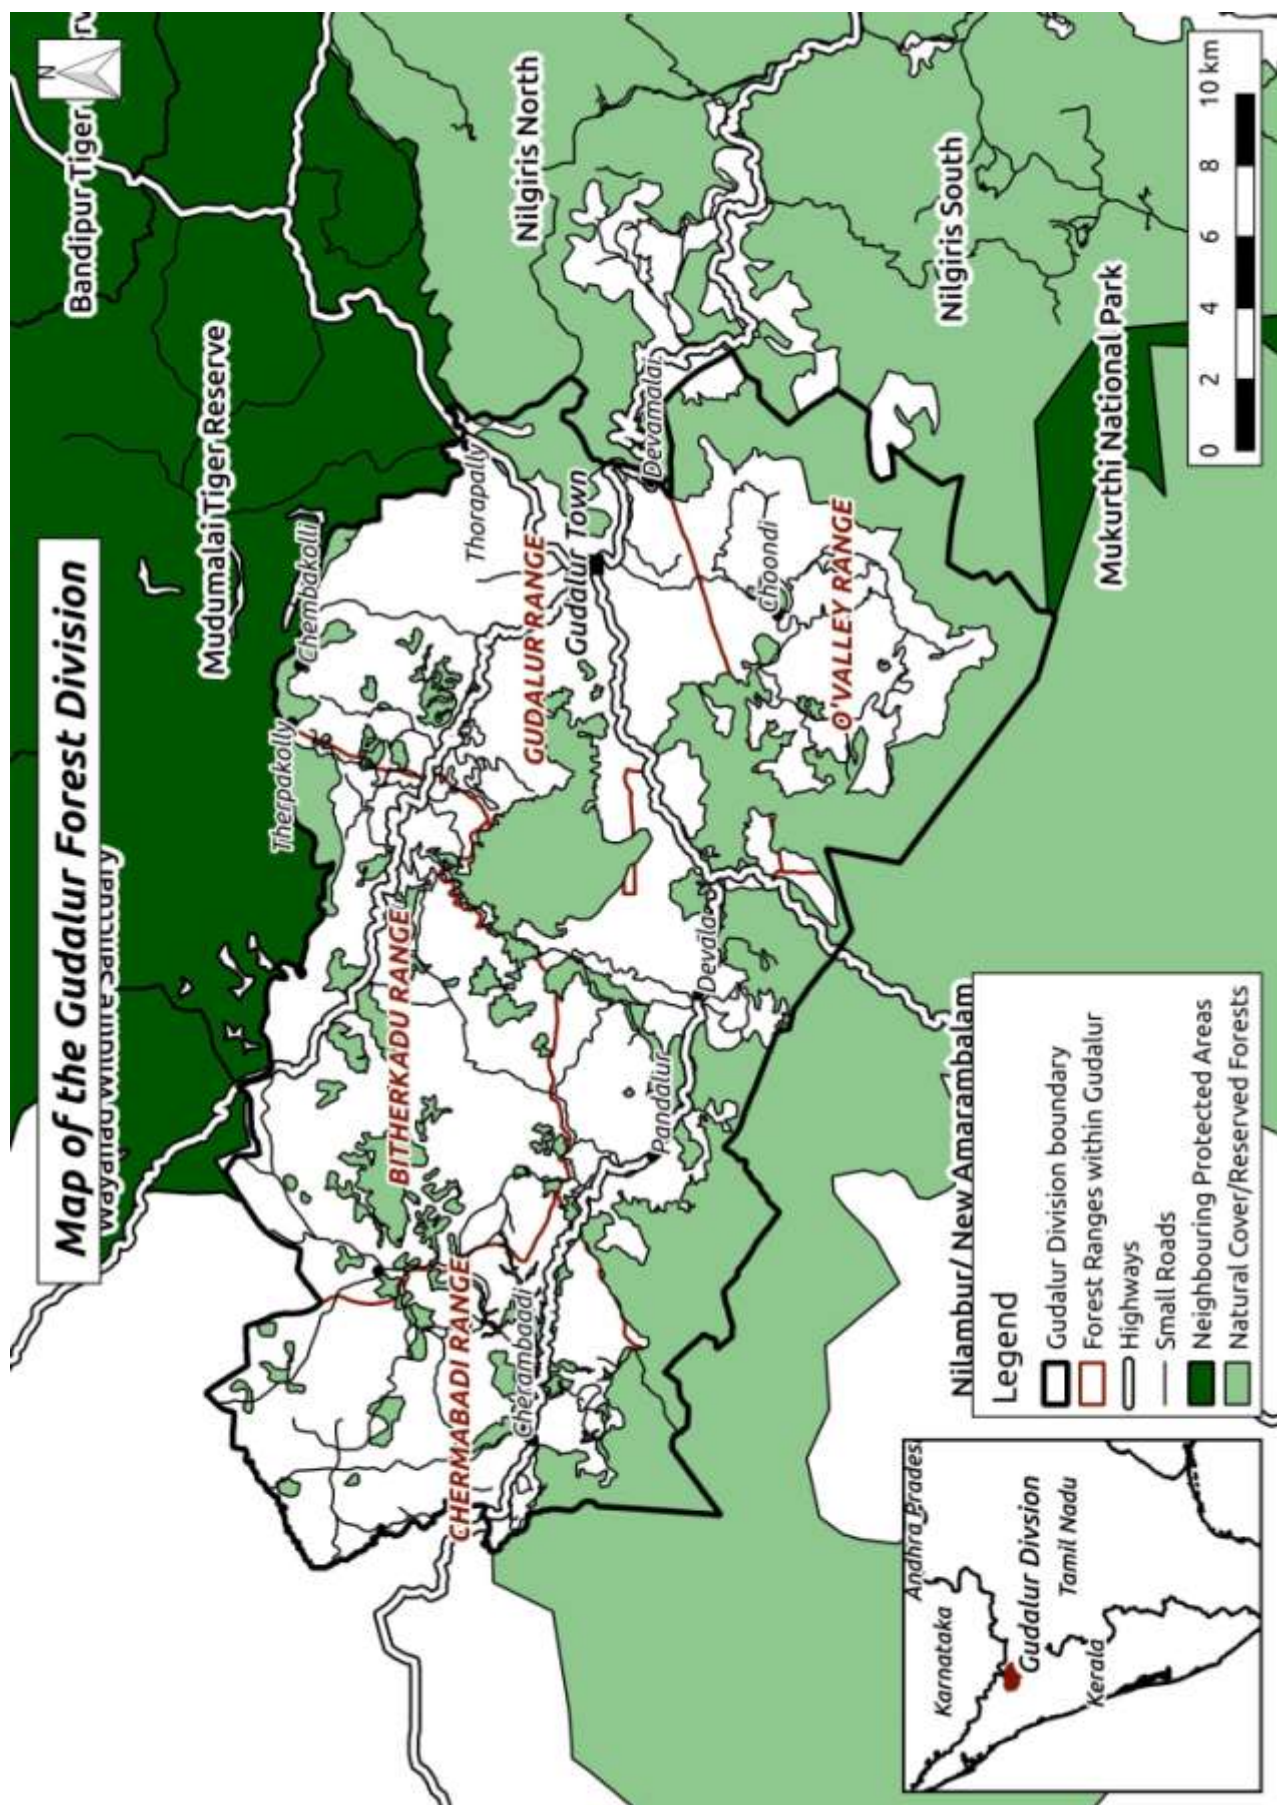 Map of the Gudalur Forest Division
N
Bandipur Tiger
Wayanad Wildlife Sanctuary
Mudumalai Tiger Reserve
Therpakolly
Chembakolli
Thorapally
Nilgiris North
BITHERKADU RANGE
GUDALUR RANGE
Gudalur Town
CHERMABADI RANGE
Cherambaadi
Pandalur
Devala
Devamalai
Choondi
O'VALLEY RANGE
Nilgiris South
Nilambur/ New Amarambalam
Mukurthi National Park
Legend
Gudalur Division boundary
Forest Ranges within Gudalur
Highways
Small Roads
Neighbouring Protected Areas
Natural Cover/Reserved Forests
Andhra Prades
Karnataka
Gudalur Divsion
Tamil Nadu
Kerala
0 2 4 6 8 10 km